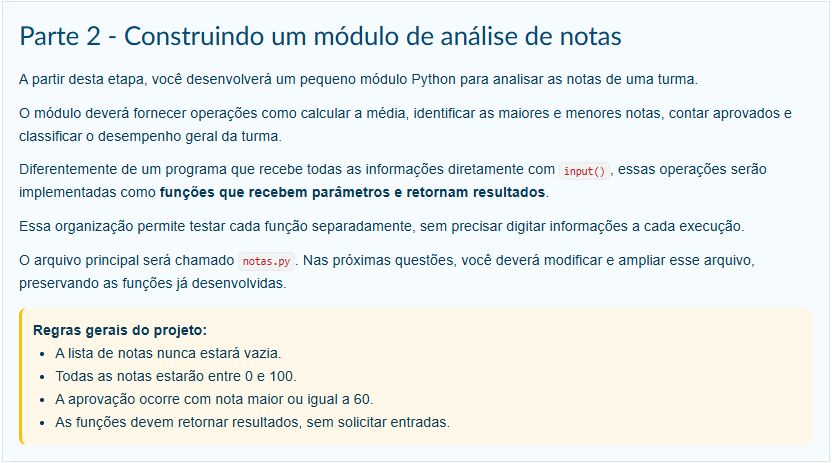 Parte 2 - Construindo um módulo de análise de notas
A partir desta etapa, você desenvolverá um pequeno módulo Python para analisar as notas de uma turma.
O módulo deverá fornecer operações como calcular a média, identificar as maiores e menores notas, contar aprovados e
classificar o desempenho geral da turma.
Diferentemente de um programa que recebe todas as informações diretamente com input() , essas operações serão
implementadas como funções que recebem parâmetros e retornam resultados.
Essa organização permite testar cada função separadamente, sem precisar digitar informações a cada execução.
O arquivo principal será chamado notas.py . Nas próximas questões, você deverá modificar e ampliar esse arquivo,
preservando as funções já desenvolvidas.
Regras gerais do projeto:
• A lista de notas nunca estará vazia.
• Todas as notas estarão entre 0 e 100.
• A aprovação ocorre com nota maior ou igual a 60.
• As funções devem retornar resultados, sem solicitar entradas.